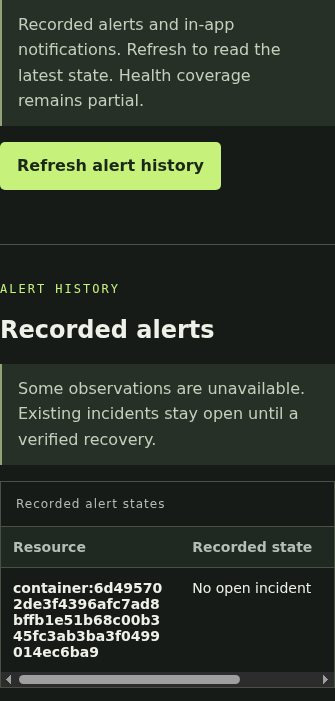 Recorded alerts and in-app
notifications. Refresh to read the
latest state. Health coverage
remains partial.
Refresh alert history
ALERT HISTORY
Recorded alerts
Some observations are unavailable.
Existing incidents stay open until a
verified recovery.
Recorded alert states
Resource Recorded state
container:6d49570 No open incident
2de3f4396afc7ad8
bffb1e51b68c00b3
45fc3ab3ba3f0499
014ec6ba9